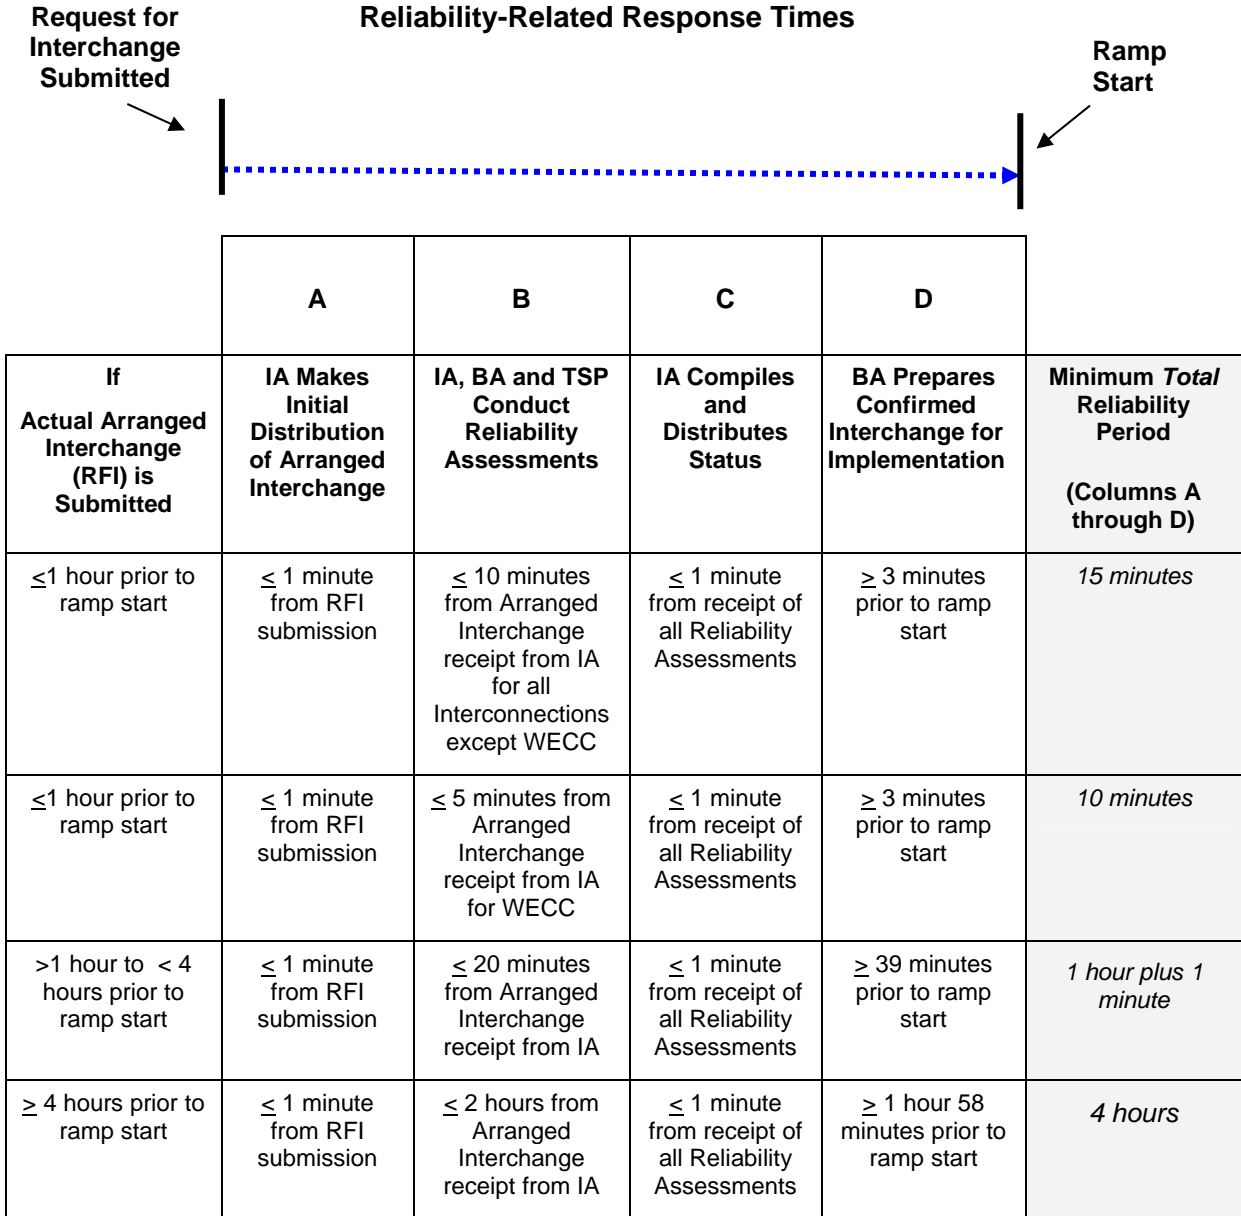 Request for
Interchange
Submitted
Reliability-Related Response Times
Ramp
Start
A
B
C
D
If
Actual Arranged
Interchange
(RFI) is
Submitted
IA Makes
Initial
Distribution
of Arranged
Interchange
IA, BA and TSP
Conduct
Reliability
Assessments
IA Compiles
and
Distributes
Status
BA Prepares
Confirmed
Interchange for
Implementation
Minimum Total
Reliability
Period
(Columns A
through D)
<1 hour prior to
ramp start
< 1 minute
from RFI
submission
< 10 minutes
from Arranged
Interchange
receipt from IA
for all
Interconnections
except WECC
< 1 minute
from receipt of
all Reliability
Assessments
> 3 minutes
prior to ramp
start
15 minutes
<1 hour prior to
ramp start
< 1 minute
from RFI
submission
< 5 minutes from
Arranged
Interchange
receipt from IA
for WECC
< 1 minute
from receipt of
all Reliability
Assessments
> 3 minutes
prior to ramp
start
10 minutes
>1 hour to < 4
hours prior to
ramp start
< 1 minute
from RFI
submission
< 20 minutes
from Arranged
Interchange
receipt from IA
< 1 minute
from receipt of
all Reliability
Assessments
> 39 minutes
prior to ramp
start
1 hour plus 1
minute
> 4 hours prior to
ramp start
< 1 minute
from RFI
submission
< 2 hours from
Arranged
Interchange
receipt from IA
< 1 minute
from receipt of
all Reliability
Assessments
> 1 hour 58
minutes prior to
ramp start
4 hours